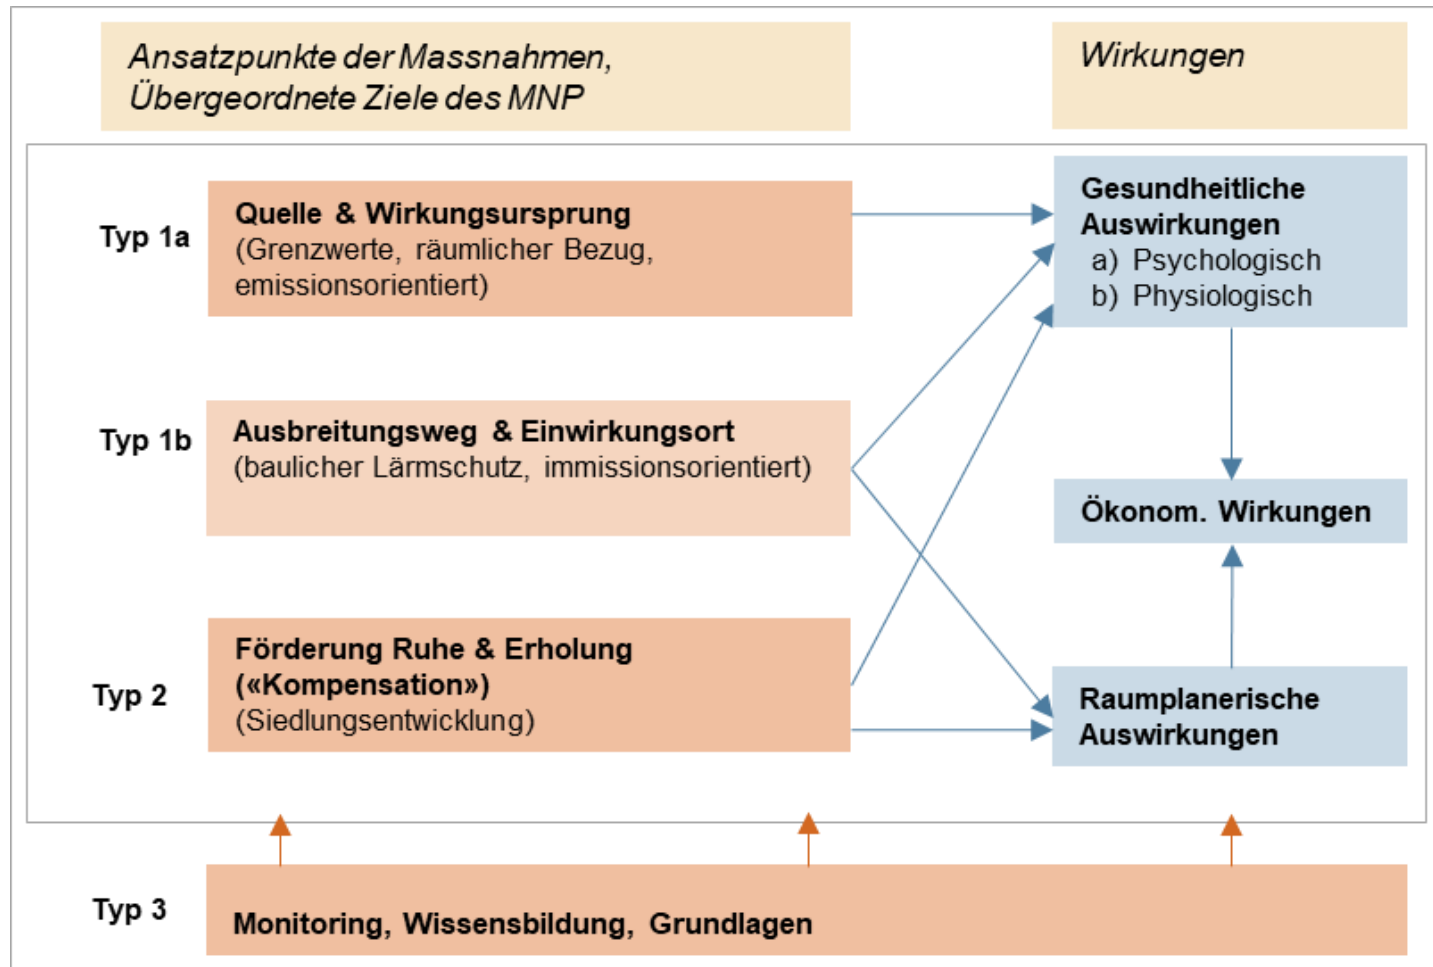 Ansatzpunkte der Massnahmen,
Übergeordnete Ziele des MNP
Wirkungen
Typ 1a
Quelle & Wirkungsursprung
(Grenzwerte, räumlicher Bezug,
emissionsorientiert)
Gesundheitliche
Auswirkungen
a) Psychologisch
b) Physiologisch
Typ 1b
Ausbreitungsweg & Einwirkungsort
(baulicher Lärmschutz, immissionsorientiert)
Ökonom. Wirkungen
Typ 2
Förderung Ruhe & Erholung
(«Kompensation»)
(Siedlungsentwicklung)
Raumplanerische
Auswirkungen
Typ 3
Monitoring, Wissensbildung, Grundlagen